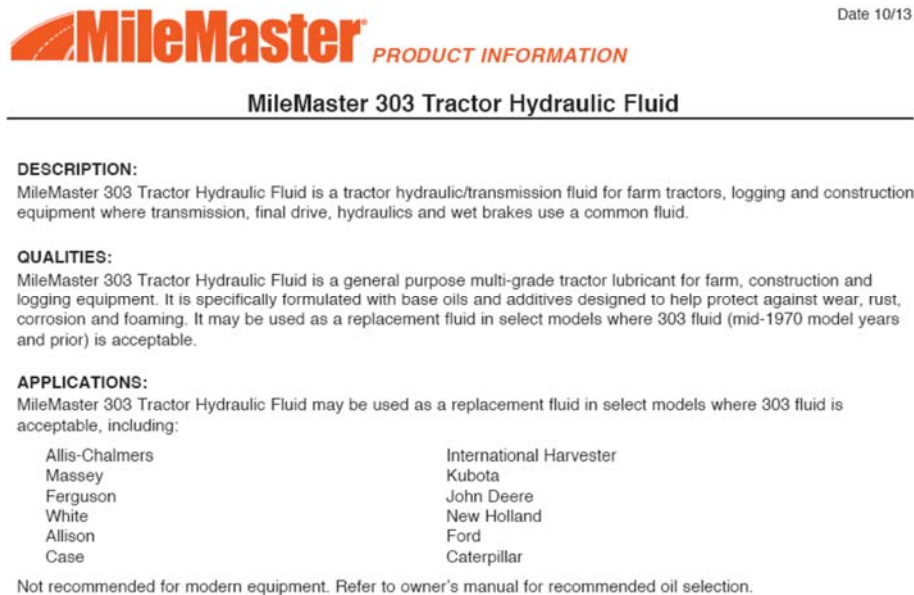 Date 10/13
MileMaster® PRODUCT INFORMATION
MileMaster 303 Tractor Hydraulic Fluid
DESCRIPTION:
MileMaster 303 Tractor Hydraulic Fluid is a tractor hydraulic/transmission fluid for farm tractors, logging and construction
equipment where transmission, final drive, hydraulics and wet brakes use a common fluid.
QUALITIES:
MileMaster 303 Tractor Hydraulic Fluid is a general purpose multi-grade tractor lubricant for farm, construction and
logging equipment. It is specifically formulated with base oils and additives designed to help protect against wear, rust,
corrosion and foaming. It may be used as a replacement fluid in select models where 303 fluid (mid-1970 model years
and prior) is acceptable.
APPLICATIONS:
MileMaster 303 Tractor Hydraulic Fluid may be used as a replacement fluid in select models where 303 fluid is
acceptable, including:
Allis-Chalmers
Massey
Ferguson
White
Allison
Case
International Harvester
Kubota
John Deere
New Holland
Ford
Caterpillar
Not recommended for modern equipment. Refer to owner's manual for recommended oil selection.